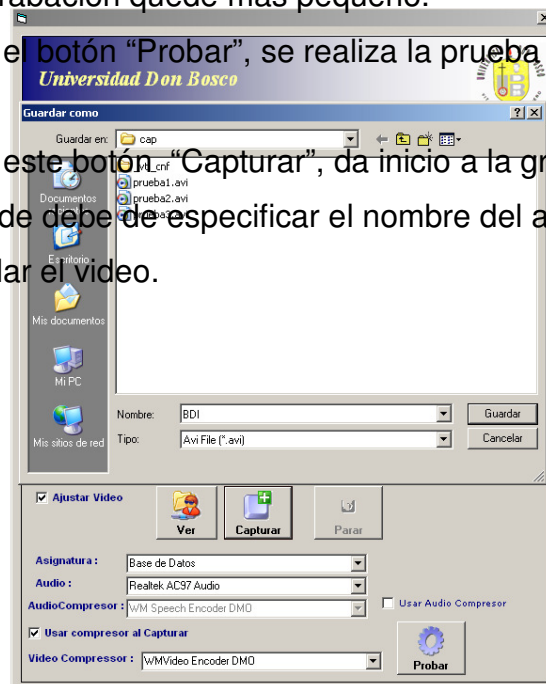 rabación quede más pequeño.
el botón “Probar”, se realiza la prueba
Universidad Don Bosco
Guardar como
Guardar en: cap
este botón, “Capturar”, da inicio a la gr
lvb_cnf
prueba1.avi
Documentos
prueba2.avi
de debe de especificar el nombre del a
prueba3.avi
Escritorio
lar el video.
Mis documentos
Mi PC
Mis sitios de red
Nombre: BDI Guardar
Tipo: Avi File (*.avi) Cancelar
Ajustar Video
Ver Capturar Parar
Asignatura : Base de Datos
Audio : Realtek AC97 Audio
AudioCompresor : WM Speech Encoder DMO Usar Audio Compresor
Usar compresor al Capturar
Video Compressor : WMVideo Encoder DMO Probar